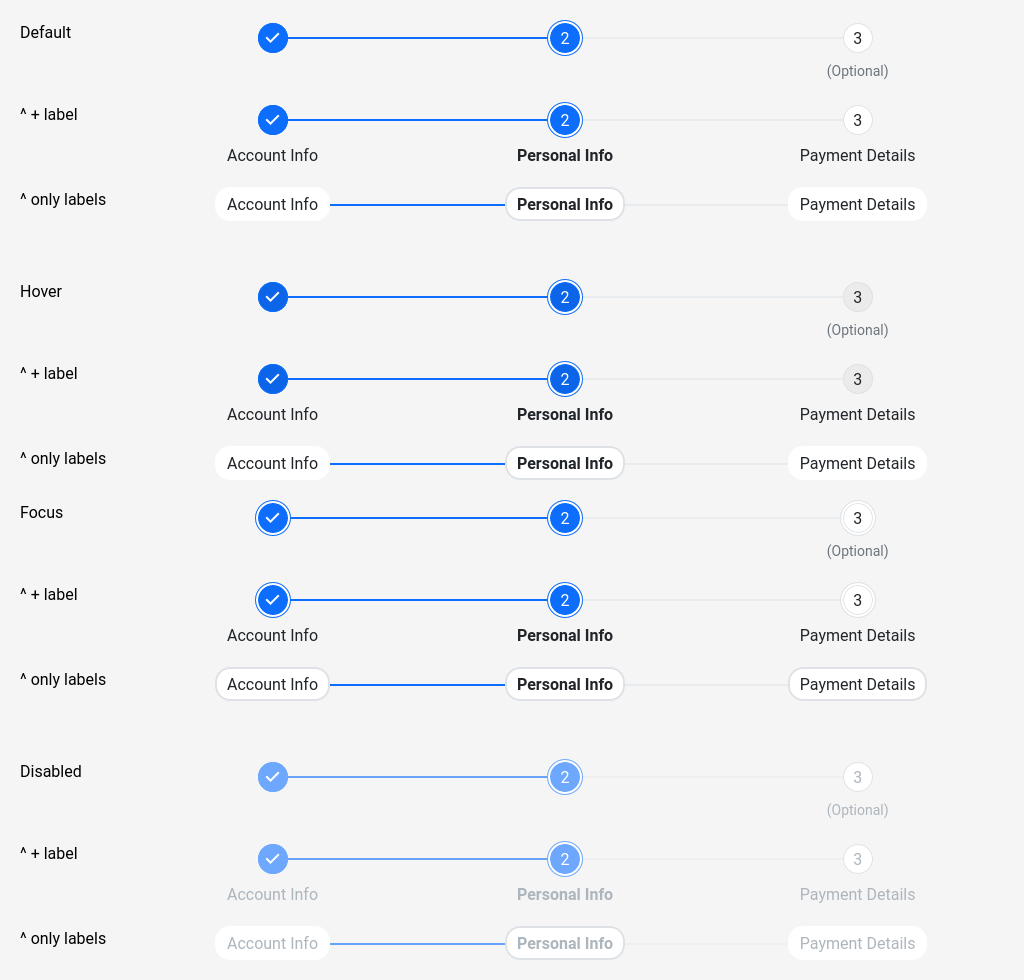 Default
2 3
(Optional)
^ + label
2 3
Account Info Personal Info Payment Details
^ only labels
Account Info Personal Info Payment Details
Hover
2 3
(Optional)
^ + label
2 3
Account Info Personal Info Payment Details
^ only labels
Account Info Personal Info Payment Details
Focus
2 3
(Optional)
^ + label
2 3
Account Info Personal Info Payment Details
^ only labels
Account Info Personal Info Payment Details
Disabled
2 3
(Optional)
^ + label
2 3
Account Info Personal Info Payment Details
^ only labels
Account Info Personal Info Payment Details